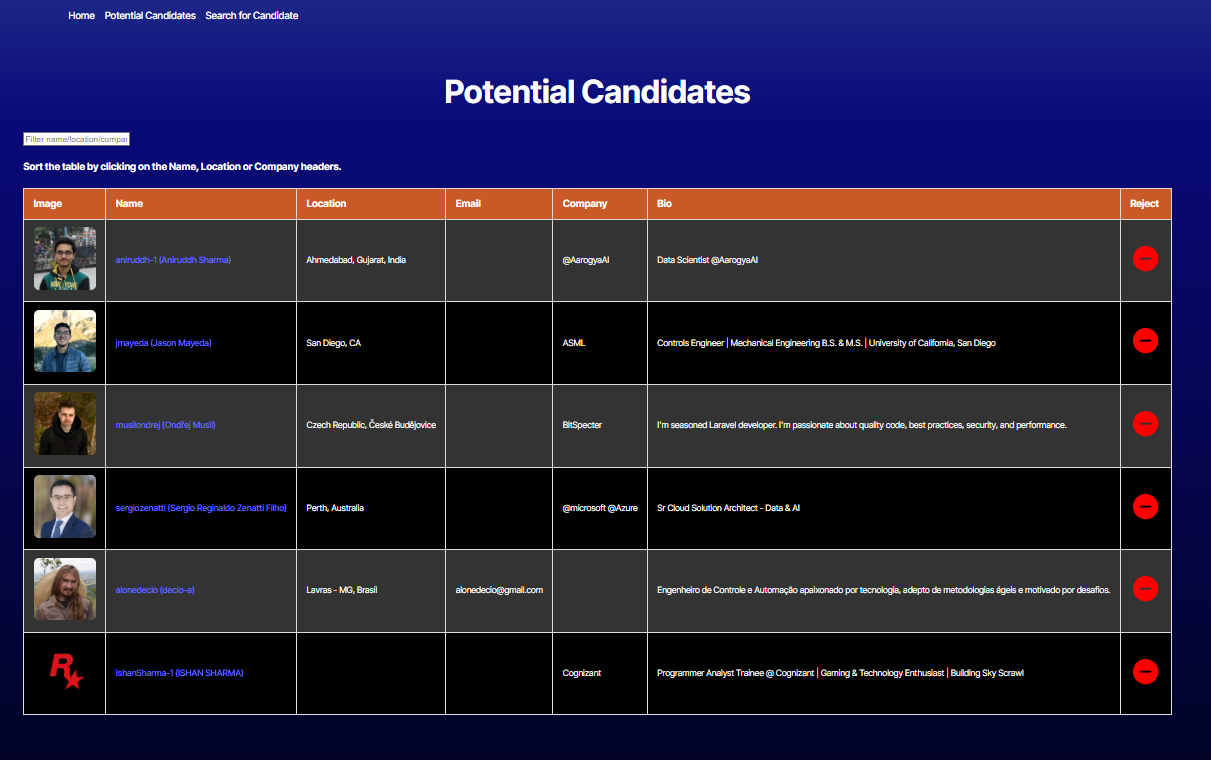 Home Potential Candidates Search for Candidate
Potential Candidates
Filter name/location/compan
Sort the table by clicking on the Name, Location or Company headers.
Image Name Location Email Company Bio Reject
aniruddh-1 (Aniruddh Sharma) Ahmedabad, Gujarat, India @AarogyaAI Data Scientist @AarogyaAI
jmayeda (Jason Mayeda) San Diego, CA ASML Controls Engineer | Mechanical Engineering B.S. & M.S. | University of California, San Diego
musilondrej (Ondřej Musil) Czech Republic, České Budějovice BitSpecter I'm seasoned Laravel developer. I'm passionate about quality code, best practices, security, and performance.
sergiozenatti (Sergio Reginaldo Zenatti Filho) Perth, Australia @microsoft @Azure Sr Cloud Solution Architect - Data & AI
alonedecio (decio-a) Lavras - MG, Brasil alonedecio@gmail.com Engenheiro de Controle e Automação apaixonado por tecnologia, adepto de metodologias ágeis e motivado por desafios.
R
IshanSharma-1 (ISHAN SHARMA) Cognizant Programmer Analyst Trainee @ Cognizant | Gaming & Technology Enthusiast | Building Sky Scrawl